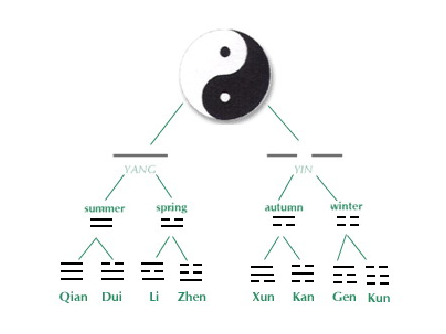 YANG YIN
summer spring autumn winter
Qian Dui Li Zhen Xun Kan Gen Kun